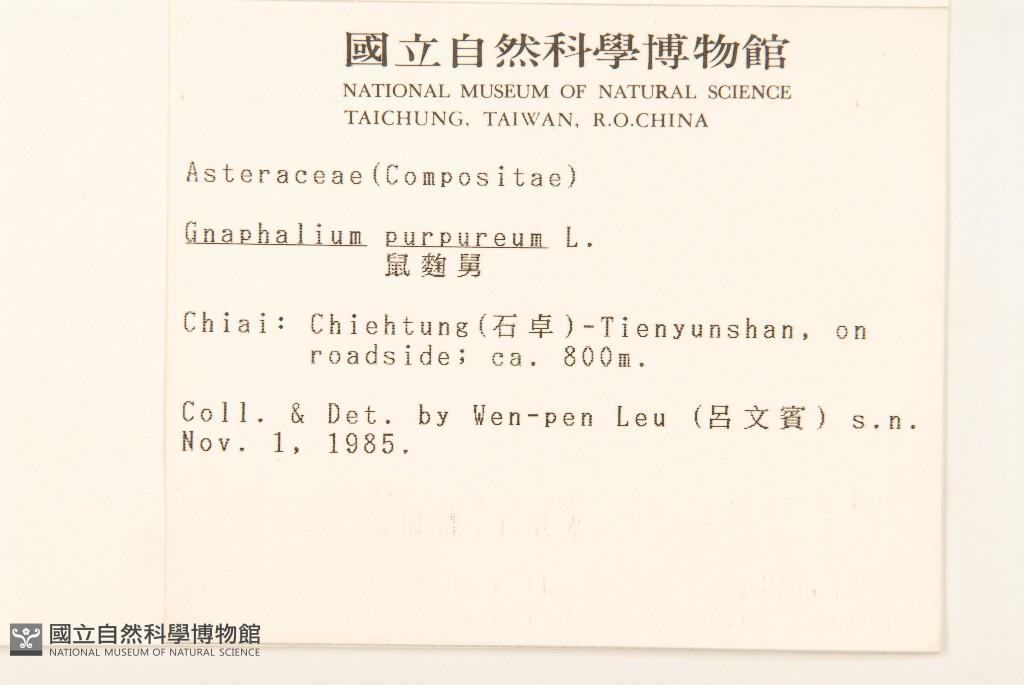 國立自然科學博物館
NATIONAL MUSEUM OF NATURAL SCIENCE
TAICHUNG, TAIWAN, R.O.CHINA
Asteraceae(Compositae)
Gnaphalium purpureum L.
鼠麴舅
Chiai: Chiehtung(石卓)-Tienyunshan, on
roadside; ca. 800m.
Coll. & Det. by Wen-pen Leu (呂文賓) s.n.
Nov. 1, 1985.
國立自然科學博物館
NATIONAL MUSEUM OF NATURAL SCIENCE